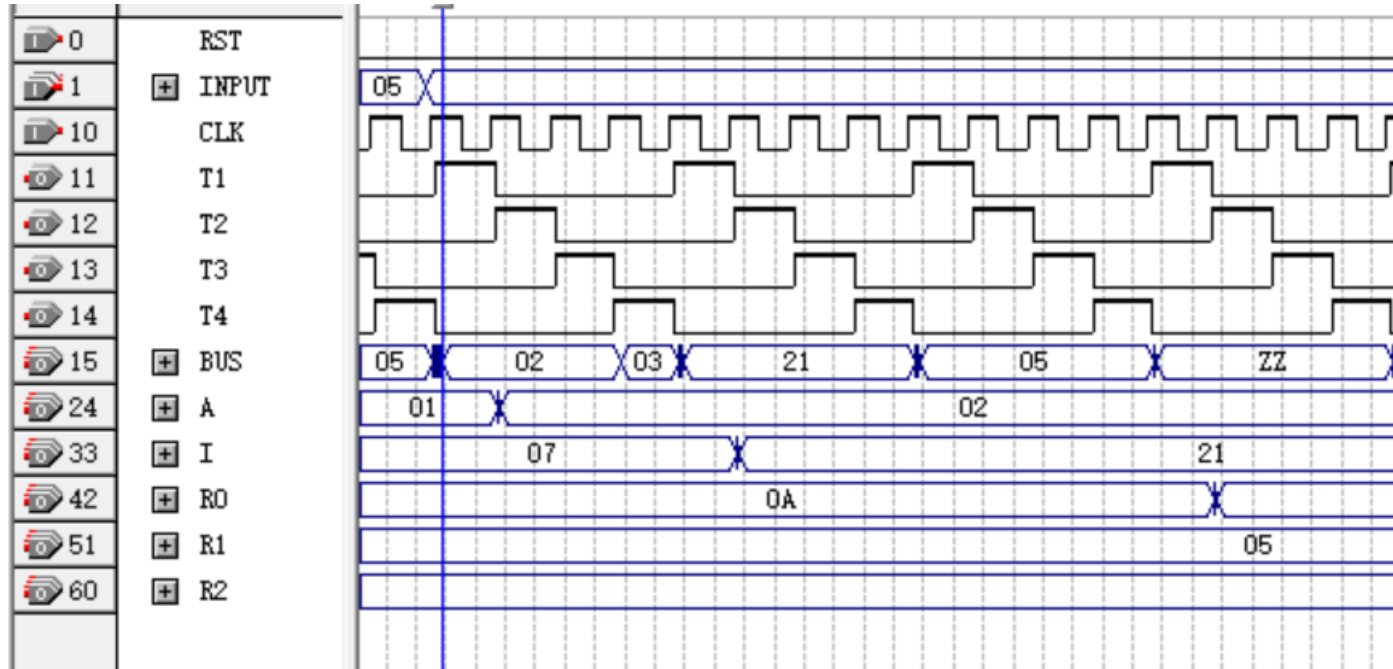 0 RST
1 INPUT 05
10 CLK
11 T1
12 T2
13 T3
14 T4
15 BUS 05 02 03 21 05 ZZ
24 A 01 02
33 I 07 21
42 R0 0A
51 R1 05
60 R2